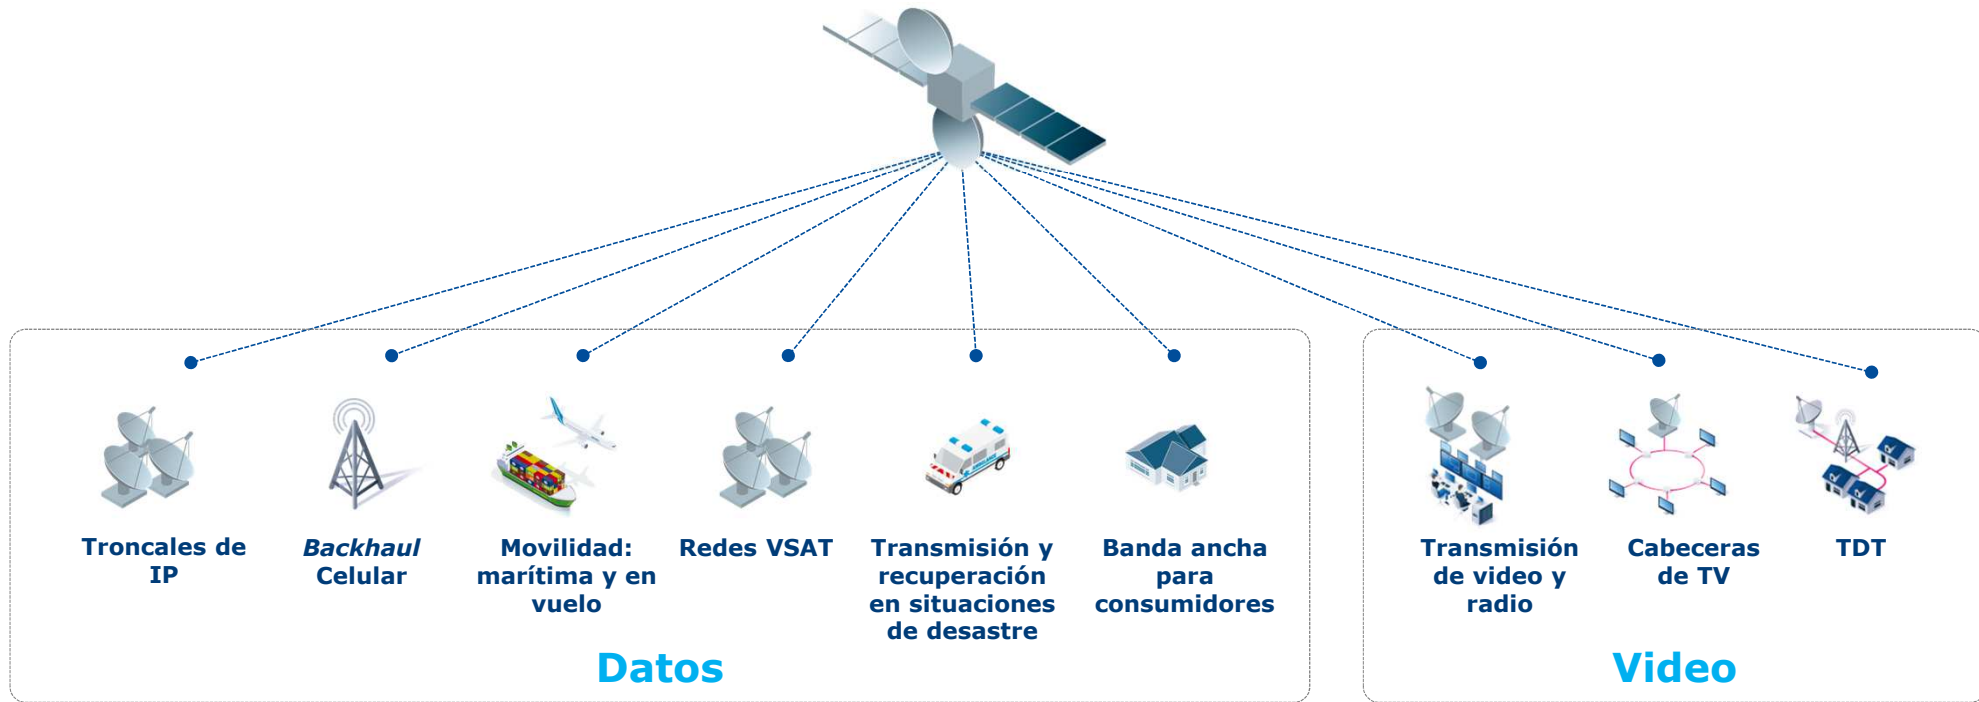 Troncales de
IP
Backhaul
Celular
Movilidad:
marítima y en
vuelo
Redes VSAT
Transmisión y
recuperación
en situaciones
de desastre
Banda ancha
para
consumidores
Datos
Transmisión
de video y
radio
Cabeceras
de TV
TDT
Video